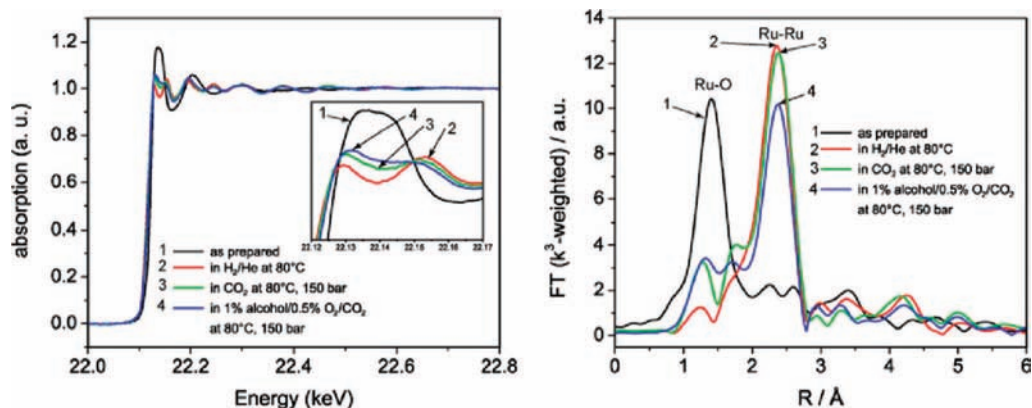 absorption (a. u.)
1.2
1.0
0.8
0.6
0.4
0.2
0.0
22.0
22.2
22.4
22.6
22.8
Energy (keV)
1
4
3
2
22.12
22.13
22.14
22.15
22.16
22.17
1 as prepared
2 in H₂/He at 80°C
3 in CO₂ at 80°C, 150 bar
4 in 1% alcohol/0.5% O₂/CO₂
at 80°C, 150 bar
FT (k³-weighted) / a.u.
14
12
10
8
6
4
2
0
0
1
2
3
4
5
6
R / Å
Ru-Ru
2
3
Ru-O
1
4
1 as prepared
2 in H₂/He at 80°C
3 in CO₂ at 80°C, 150 bar
4 in 1% alcohol/0.5% O₂/CO₂
at 80°C, 150 bar